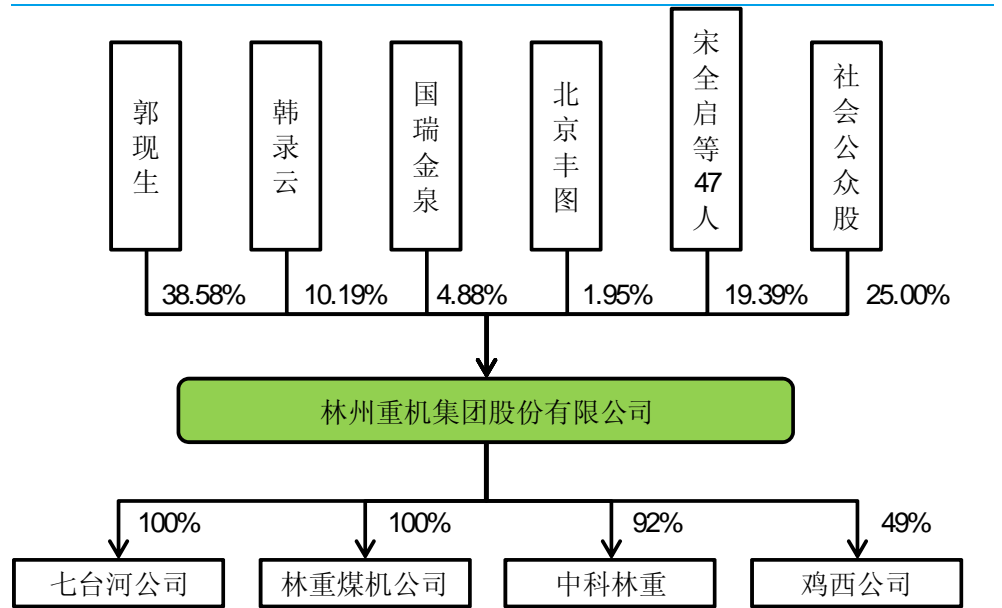 郭现生
韩录云
国瑞金泉
北京丰图
宋全启等47人
社会公众股
38.58%
10.19%
4.88%
1.95%
19.39%
25.00%
林州重机集团股份有限公司
100%
100%
92%
49%
七台河公司
林重煤机公司
中科林重
鸡西公司